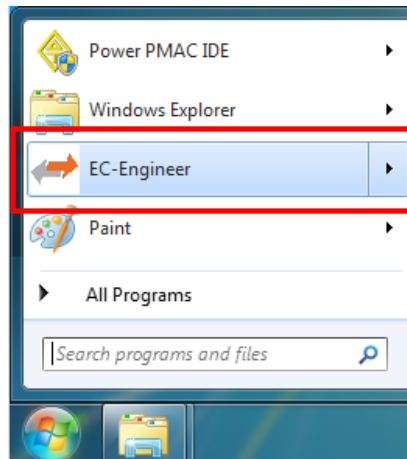 Power PMAC IDE
Windows Explorer
EC-Engineer
Paint
All Programs
Search programs and files